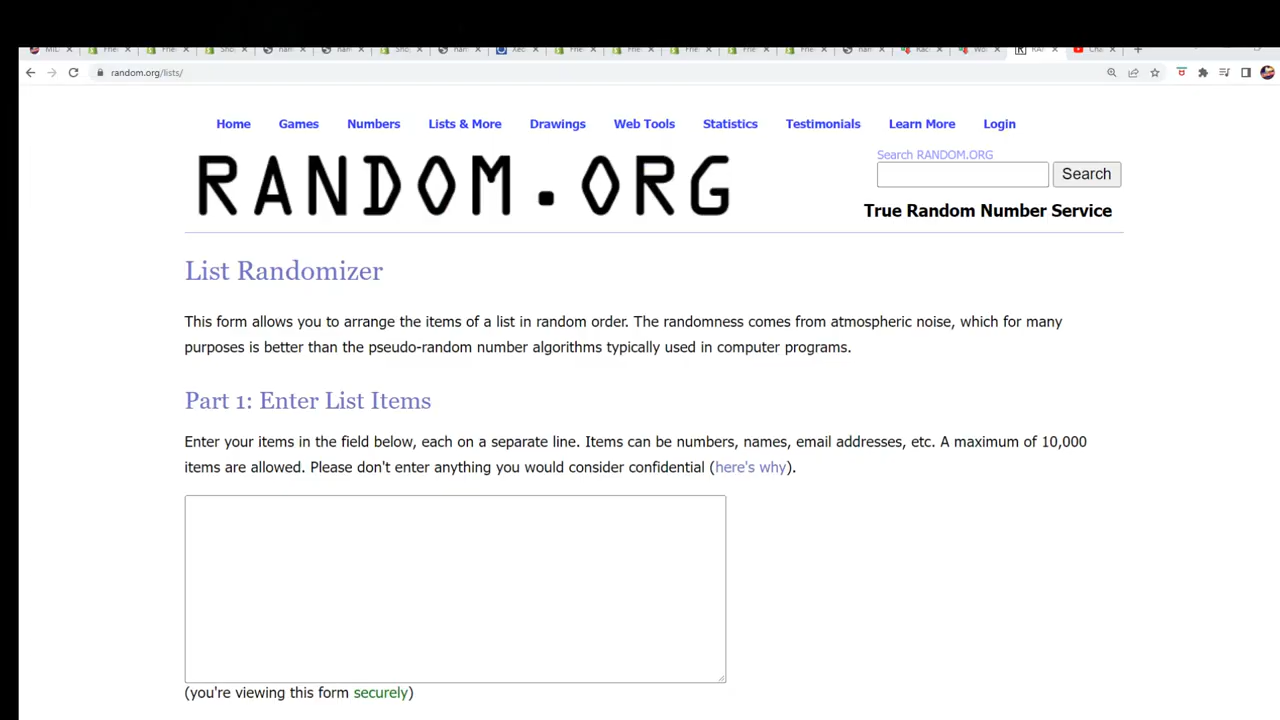 random.org/lists/
Home Games Numbers Lists & More Drawings Web Tools Statistics Testimonials Learn More Login
RANDOM.ORG
Search RANDOM.ORG
Search
True Random Number Service
List Randomizer
This form allows you to arrange the items of a list in random order. The randomness comes from atmospheric noise, which for many
purposes is better than the pseudo-random number algorithms typically used in computer programs.
Part 1: Enter List Items
Enter your items in the field below, each on a separate line. Items can be numbers, names, email addresses, etc. A maximum of 10,000
items are allowed. Please don't enter anything you would consider confidential (here's why).
(you're viewing this form securely)